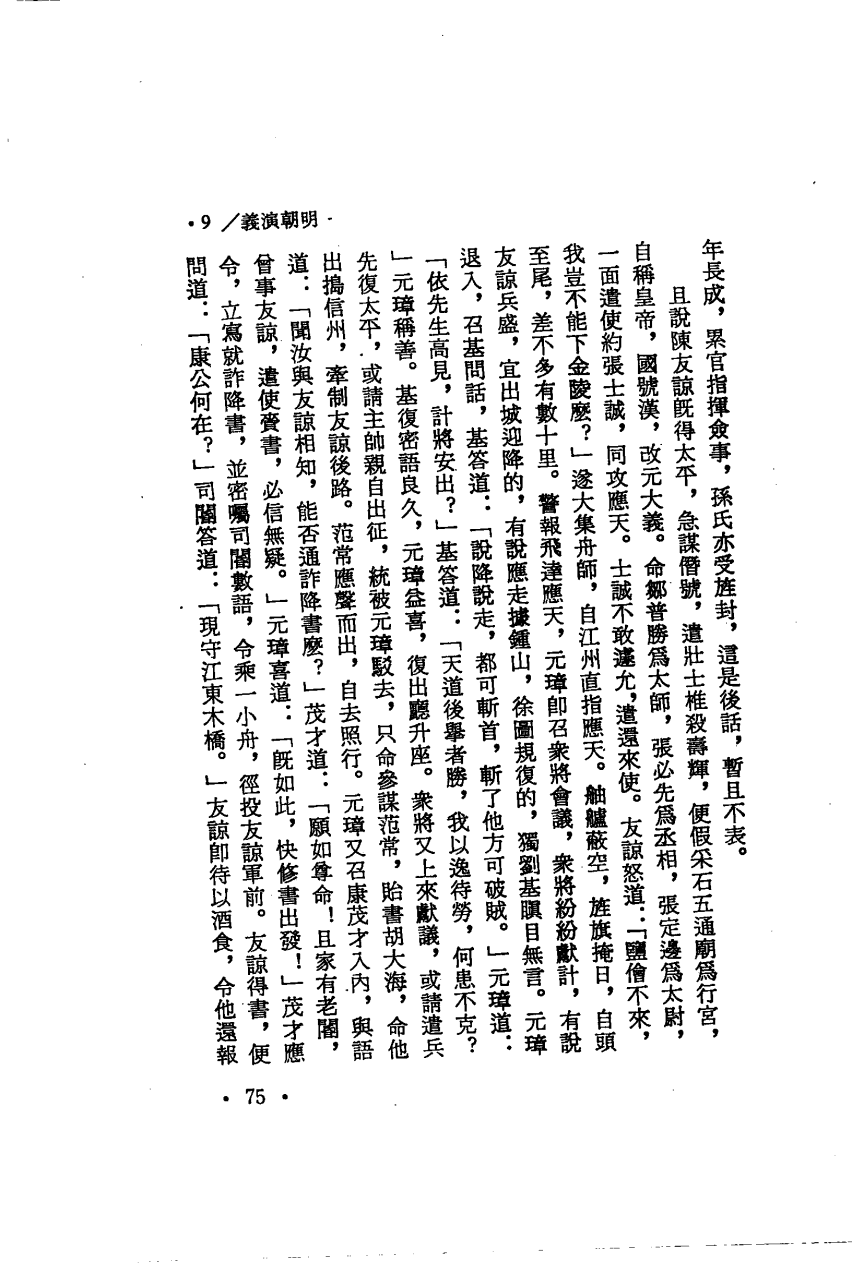 ·9 /義演朝明
年長成，累官指揮僉事，孫氏亦受旌封，這是後話，暫且不表。
且說陳友諒旣得太平，急謀僭號，遣壯士椎殺壽輝，便假采石五通廟爲行宮，
自稱皇帝，國號漢，改元大義。命鄒普勝爲太師，張必先爲丞相，張定邊爲太尉，
一面遣使約張士誠，同攻應天。士誠不敢遽允，遣還來使。友諒怒道：「鹽儈不來，
我豈不能下金陵麼？」遂大集舟師，自江州直指應天。舳艫蔽空，旌旗掩日，自頭
至尾，差不多有數十里。警報飛達應天，元璋卽召衆將會議，衆將紛紛獻計，有說
友諒兵盛，宜出城迎降的，有說應走據鍾山，徐圖規復的，獨劉基瞋目無言。元璋
退入，召基問話，基答道：「說降說走，都可斬首，斬了他方可破賊。」元璋道：
「依先生高見，計將安出？」基答道：「天道後舉者勝，我以逸待勞，何患不克？
」元璋稱善。基復密語良久，元璋益喜，復出廳升座。衆將又上來獻議，或請遣兵
先復太平，或請主帥親自出征，統被元璋駁去，只命參謀范常，貽書胡大海，命他
出搗信州，牽制友諒後路。范常應聲而出，自去照行。元璋又召康茂才入內，與語
道：「聞汝與友諒相知，能否通詐降書麼？」茂才道：「願如尊命！且家有老閽，
曾事友諒，遣使齎書，必信無疑。」元璋喜道：「旣如此，快修書出發！」茂才應
令，立寫就詐降書，並密囑司閽數語，令乘一小舟，徑投友諒軍前。友諒得書，便
問道：「康公何在？」司閽答道：「現守江東木橋。」友諒卽待以酒食，令他還報
· 75 ·